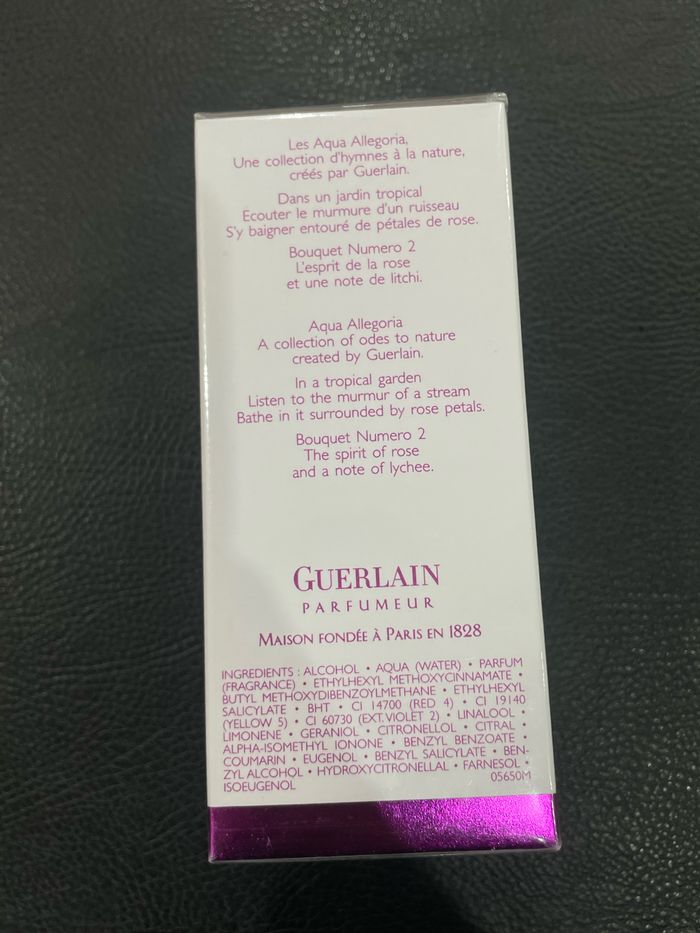 Les Aqua Allegoria,
Une collection d'hymnes à la nature,
créés par Guerlain.
Dans un jardin tropical
Ecouter le murmure d'un ruisseau
S'y baigner entouré de pétales de rose.
Bouquet Numero 2
L'esprit de la rose
et une note de litchi.
Aqua Allegoria
A collection of odes to nature
created by Guerlain.
In a tropical garden
Listen to the murmur of a stream
Bathe in it surrounded by rose petals.
Bouquet Numero 2
The spirit of rose
and a note of lychee.
GUERLAIN
PARFUMEUR
MAISON FONDÉE À PARIS EN 1828
INGREDIENTS : ALCOHOL • AQUA (WATER) • PARFUM
(FRAGRANCE) • ETHYLHEXYL METHOXYCINNAMATE •
BUTYL METHOXYDIBENZOYLMETHANE • ETHYLHEXYL
SALICYLATE • BHT • CI 14700 (RED 4) • CI 19140
(YELLOW 5) • CI 60730 (EXT. VIOLET 2) • LINALOOL •
LIMONENE • GERANIOL • CITRONELLOL • CITRAL •
ALPHA-ISOMETHYL IONONE • BENZYL BENZOATE •
COUMARIN • EUGENOL • BENZYL SALICYLATE • BEN-
ZYL ALCOHOL • HYDROXYCITRONELLAL • FARNESOL •
ISOEUGENOL 05650M